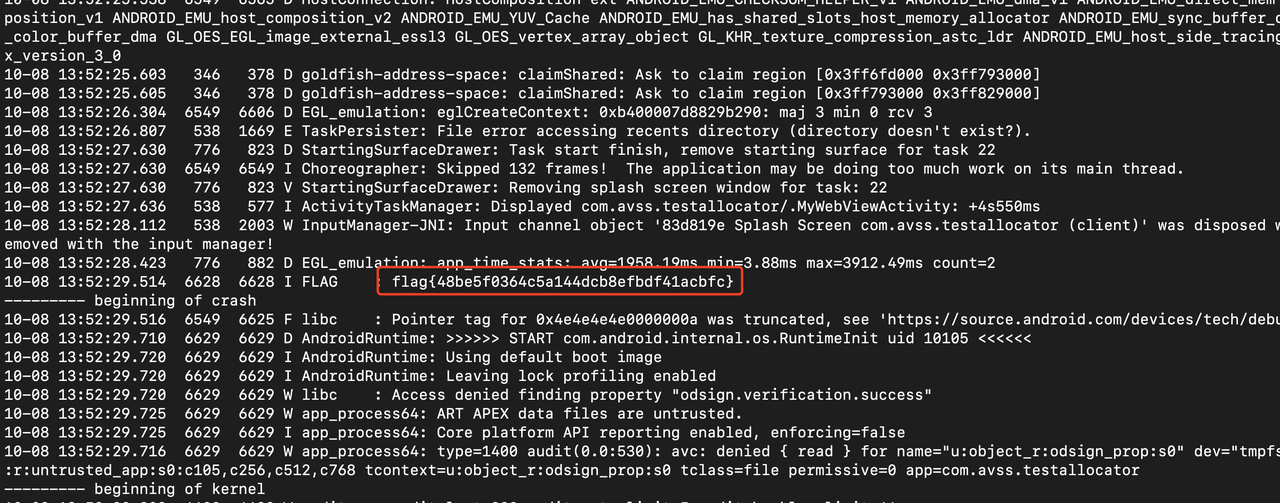 position_v1 ANDROID_EMU_host_composition_v2 ANDROID_EMU_YUV_Cache ANDROID_EMU_has_shared_slots_host_memory_allocator ANDROID_EMU_sync_buffer_
_color_buffer_dma GL_OES_EGL_image_external_essl3 GL_OES_vertex_array_object GL_KHR_texture_compression_astc_ldr ANDROID_EMU_host_side_tracing
x_version_3_0
10-08 13:52:25.603   346   378 D goldfish-address-space: claimShared: Ask to claim region [0x3ff6fd000 0x3ff793000]
10-08 13:52:25.605   346   378 D goldfish-address-space: claimShared: Ask to claim region [0x3ff793000 0x3ff829000]
10-08 13:52:26.304  6549  6606 D EGL_emulation: eglCreateContext: 0xb400007d8829b290: maj 3 min 0 rcv 3
10-08 13:52:26.807   538  1669 E TaskPersister: File error accessing recents directory (directory doesn't exist?).
10-08 13:52:27.630   776   823 D StartingSurfaceDrawer: Task start finish, remove starting surface for task 22
10-08 13:52:27.630  6549  6549 I Choreographer: Skipped 132 frames!  The application may be doing too much work on its main thread.
10-08 13:52:27.630   776   823 V StartingSurfaceDrawer: Removing splash screen window for task: 22
10-08 13:52:27.636   538   577 I ActivityTaskManager: Displayed com.avss.testallocator/.MyWebViewActivity: +4s550ms
10-08 13:52:28.112   538  2003 W InputManager-JNI: Input channel object '83d819e Splash Screen com.avss.testallocator (client)' was disposed w
emoved with the input manager!
10-08 13:52:28.423   776   882 D EGL_emulation: app_time_stats: avg=1958.19ms min=3.88ms max=3912.49ms count=2
10-08 13:52:29.514  6628  6628 I FLAG    : flag{48be5f0364c5a144dcb8efbdf41acbfc}
--------- beginning of crash
10-08 13:52:29.516  6549  6625 F libc    : Pointer tag for 0x4e4e4e4e0000000a was truncated, see 'https://source.android.com/devices/tech/debu
10-08 13:52:29.710  6629  6629 D AndroidRuntime: >>>>>> START com.android.internal.os.RuntimeInit uid 10105 <<<<<<
10-08 13:52:29.720  6629  6629 I AndroidRuntime: Using default boot image
10-08 13:52:29.720  6629  6629 I AndroidRuntime: Leaving lock profiling enabled
10-08 13:52:29.720  6629  6629 W libc    : Access denied finding property "odsign.verification.success"
10-08 13:52:29.725  6629  6629 W app_process64: ART APEX data files are untrusted.
10-08 13:52:29.725  6629  6629 I app_process64: Core platform API reporting enabled, enforcing=false
10-08 13:52:29.716  6629  6629 W app_process64: type=1400 audit(0.0:530): avc: denied { read } for name="u:object_r:odsign_prop:s0" dev="tmpfs
:r:untrusted_app:s0:c105,c256,c512,c768 tcontext=u:object_r:odsign_prop:s0 tclass=file permissive=0 app=com.avss.testallocator
--------- beginning of kernel